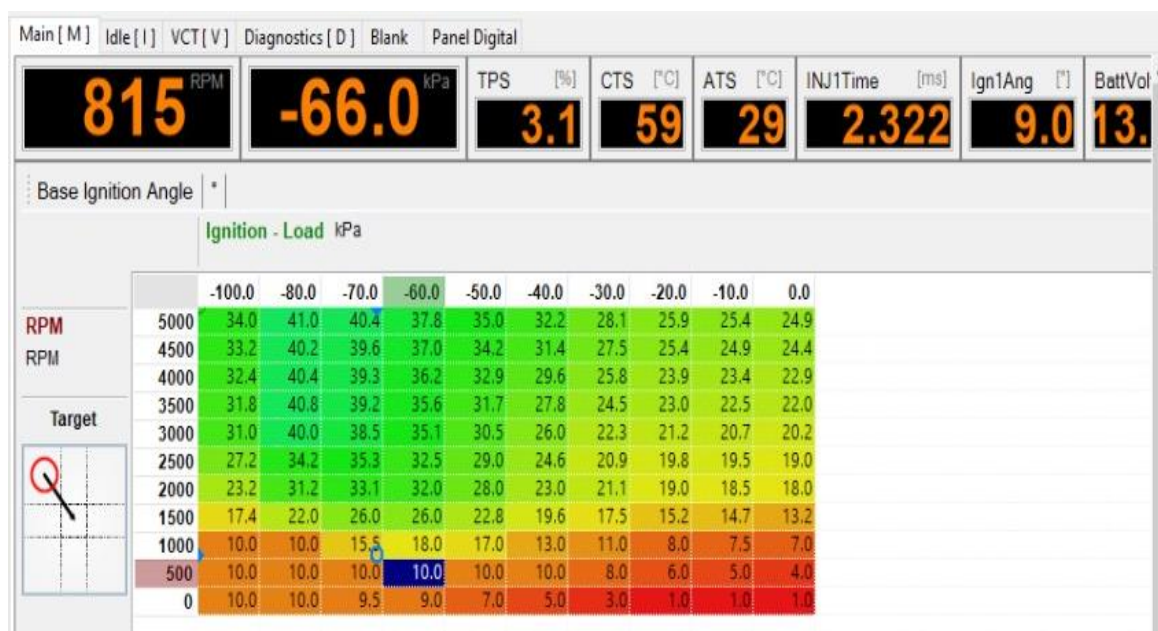 Main [ M ] Idle [ I ] VCT [ V ] Diagnostics [ D ] Blank Panel Digital
815 RPM -66.0 kPa TPS [%] 3.1 CTS [°C] 59 ATS [°C] 29 INJ1Time [ms] 2.322 Ign1Ang [°] 9.0 BattVol 13.
Base Ignition Angle *
Ignition - Load kPa
-100.0 -80.0 -70.0 -60.0 -50.0 -40.0 -30.0 -20.0 -10.0 0.0
RPM
RPM
Target
5000 34.0 41.0 40.4 37.8 35.0 32.2 28.1 25.9 25.4 24.9
4500 33.2 40.2 39.6 37.0 34.2 31.4 27.5 25.4 24.9 24.4
4000 32.4 40.4 39.3 36.2 32.9 29.6 25.8 23.9 23.4 22.9
3500 31.8 40.8 39.2 35.6 31.7 27.8 24.5 23.0 22.5 22.0
3000 31.0 40.0 38.5 35.1 30.5 26.0 22.3 21.2 20.7 20.2
2500 27.2 34.2 35.3 32.5 29.0 24.6 20.9 19.8 19.5 19.0
2000 23.2 31.2 33.1 32.0 28.0 23.0 21.1 19.0 18.5 18.0
1500 17.4 22.0 26.0 26.0 22.8 19.6 17.5 15.2 14.7 13.2
1000 10.0 10.0 15.5 18.0 17.0 13.0 11.0 8.0 7.5 7.0
500 10.0 10.0 10.0 10.0 10.0 10.0 8.0 6.0 5.0 4.0
0 10.0 10.0 9.5 9.0 7.0 5.0 3.0 1.0 1.0 1.0